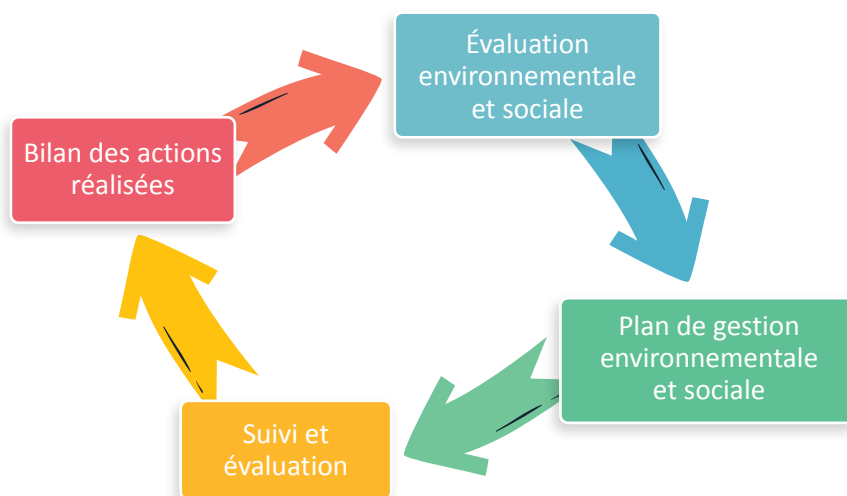 Évaluation
environnementale
et sociale
Bilan des actions
réalisées
Plan de gestion
environnementale
et sociale
Suivi et
évaluation